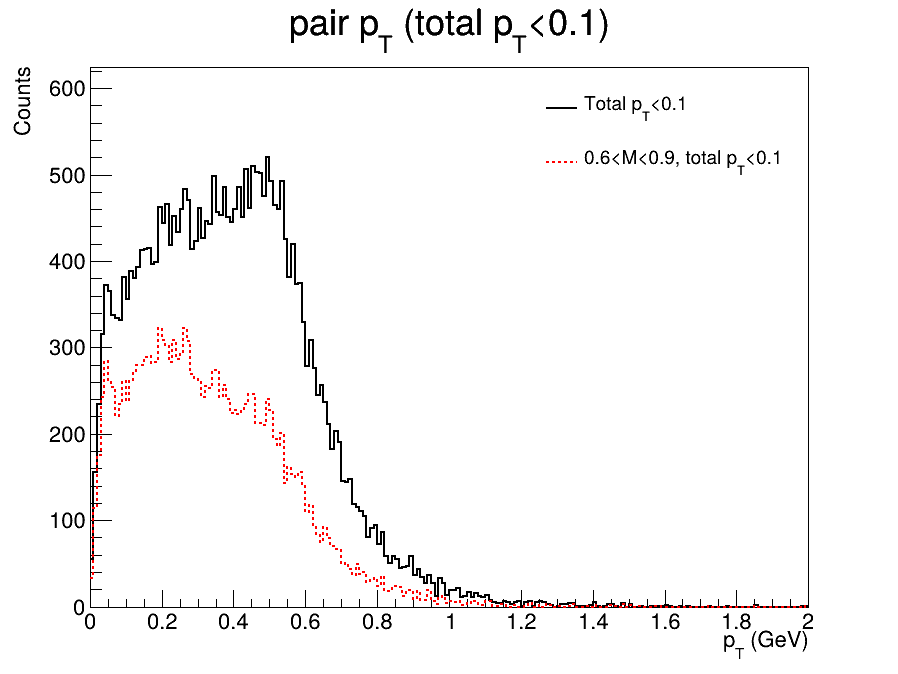 pair p_T (total p_T<0.1)
Counts
600
500
400
300
200
100
0
Total p_T<0.1
0.6<M<0.9, total p_T<0.1
0 0.2 0.4 0.6 0.8 1 1.2 1.4 1.6 1.8 2
p_T (GeV)